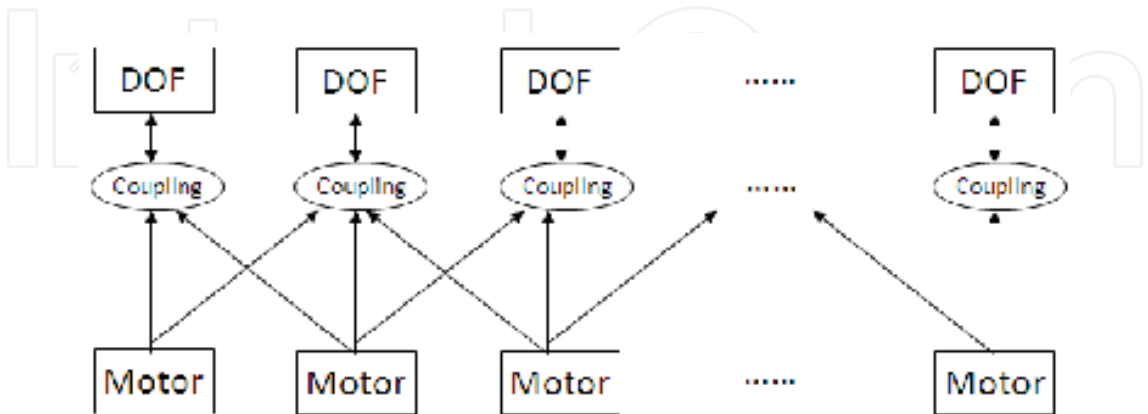 DOF DOF DOF ...... DOF
Coupling Coupling Coupling ...... Coupling
Motor Motor Motor ...... Motor